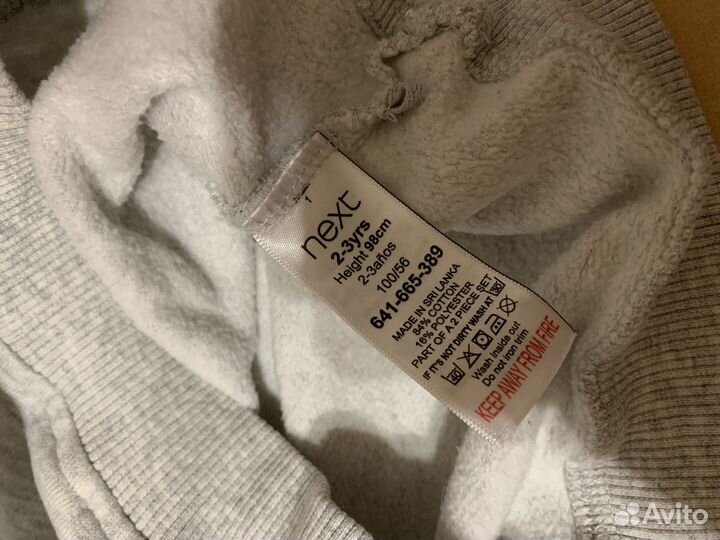 1
next
2-3yrs
Height 98cm
2-3años
100/56
641-665-389
MADE IN SRI LANKA
84% COTTON
16% POLYESTER
PART OF A 2 PIECE SET
IF IT'S NOT DIRTY WASH AT 30
40
Wash inside out
Do not iron trim
KEEP AWAY FROM FIRE
Avito